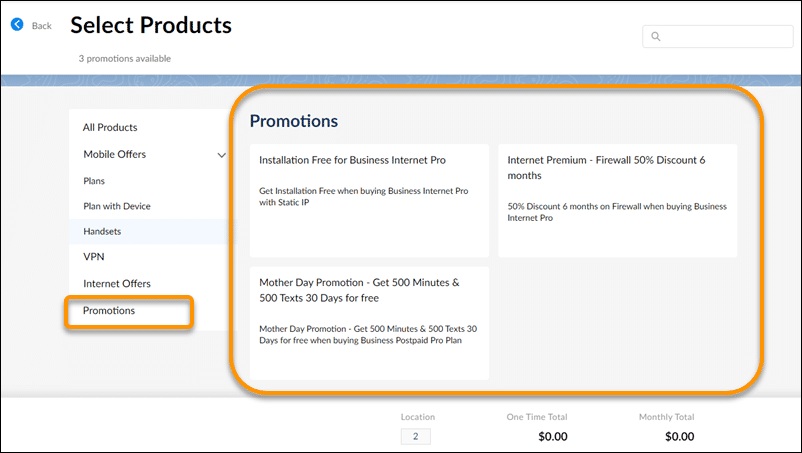 Back
Select Products
3 promotions available
All Products
Mobile Offers
Plans
Plan with Device
Handsets
VPN
Internet Offers
Promotions
Promotions
Installation Free for Business Internet Pro
Get Installation Free when buying Business Internet Pro
with Static IP
Internet Premium - Firewall 50% Discount 6
months
50% Discount 6 months on Firewall when buying Business
Internet Pro
Mother Day Promotion - Get 500 Minutes &
500 Texts 30 Days for free
Mother Day Promotion - Get 500 Minutes & 500 Texts 30
Days for free when buying Business Postpaid Pro Plan
Location
2
One Time Total
$0.00
Monthly Total
$0.00